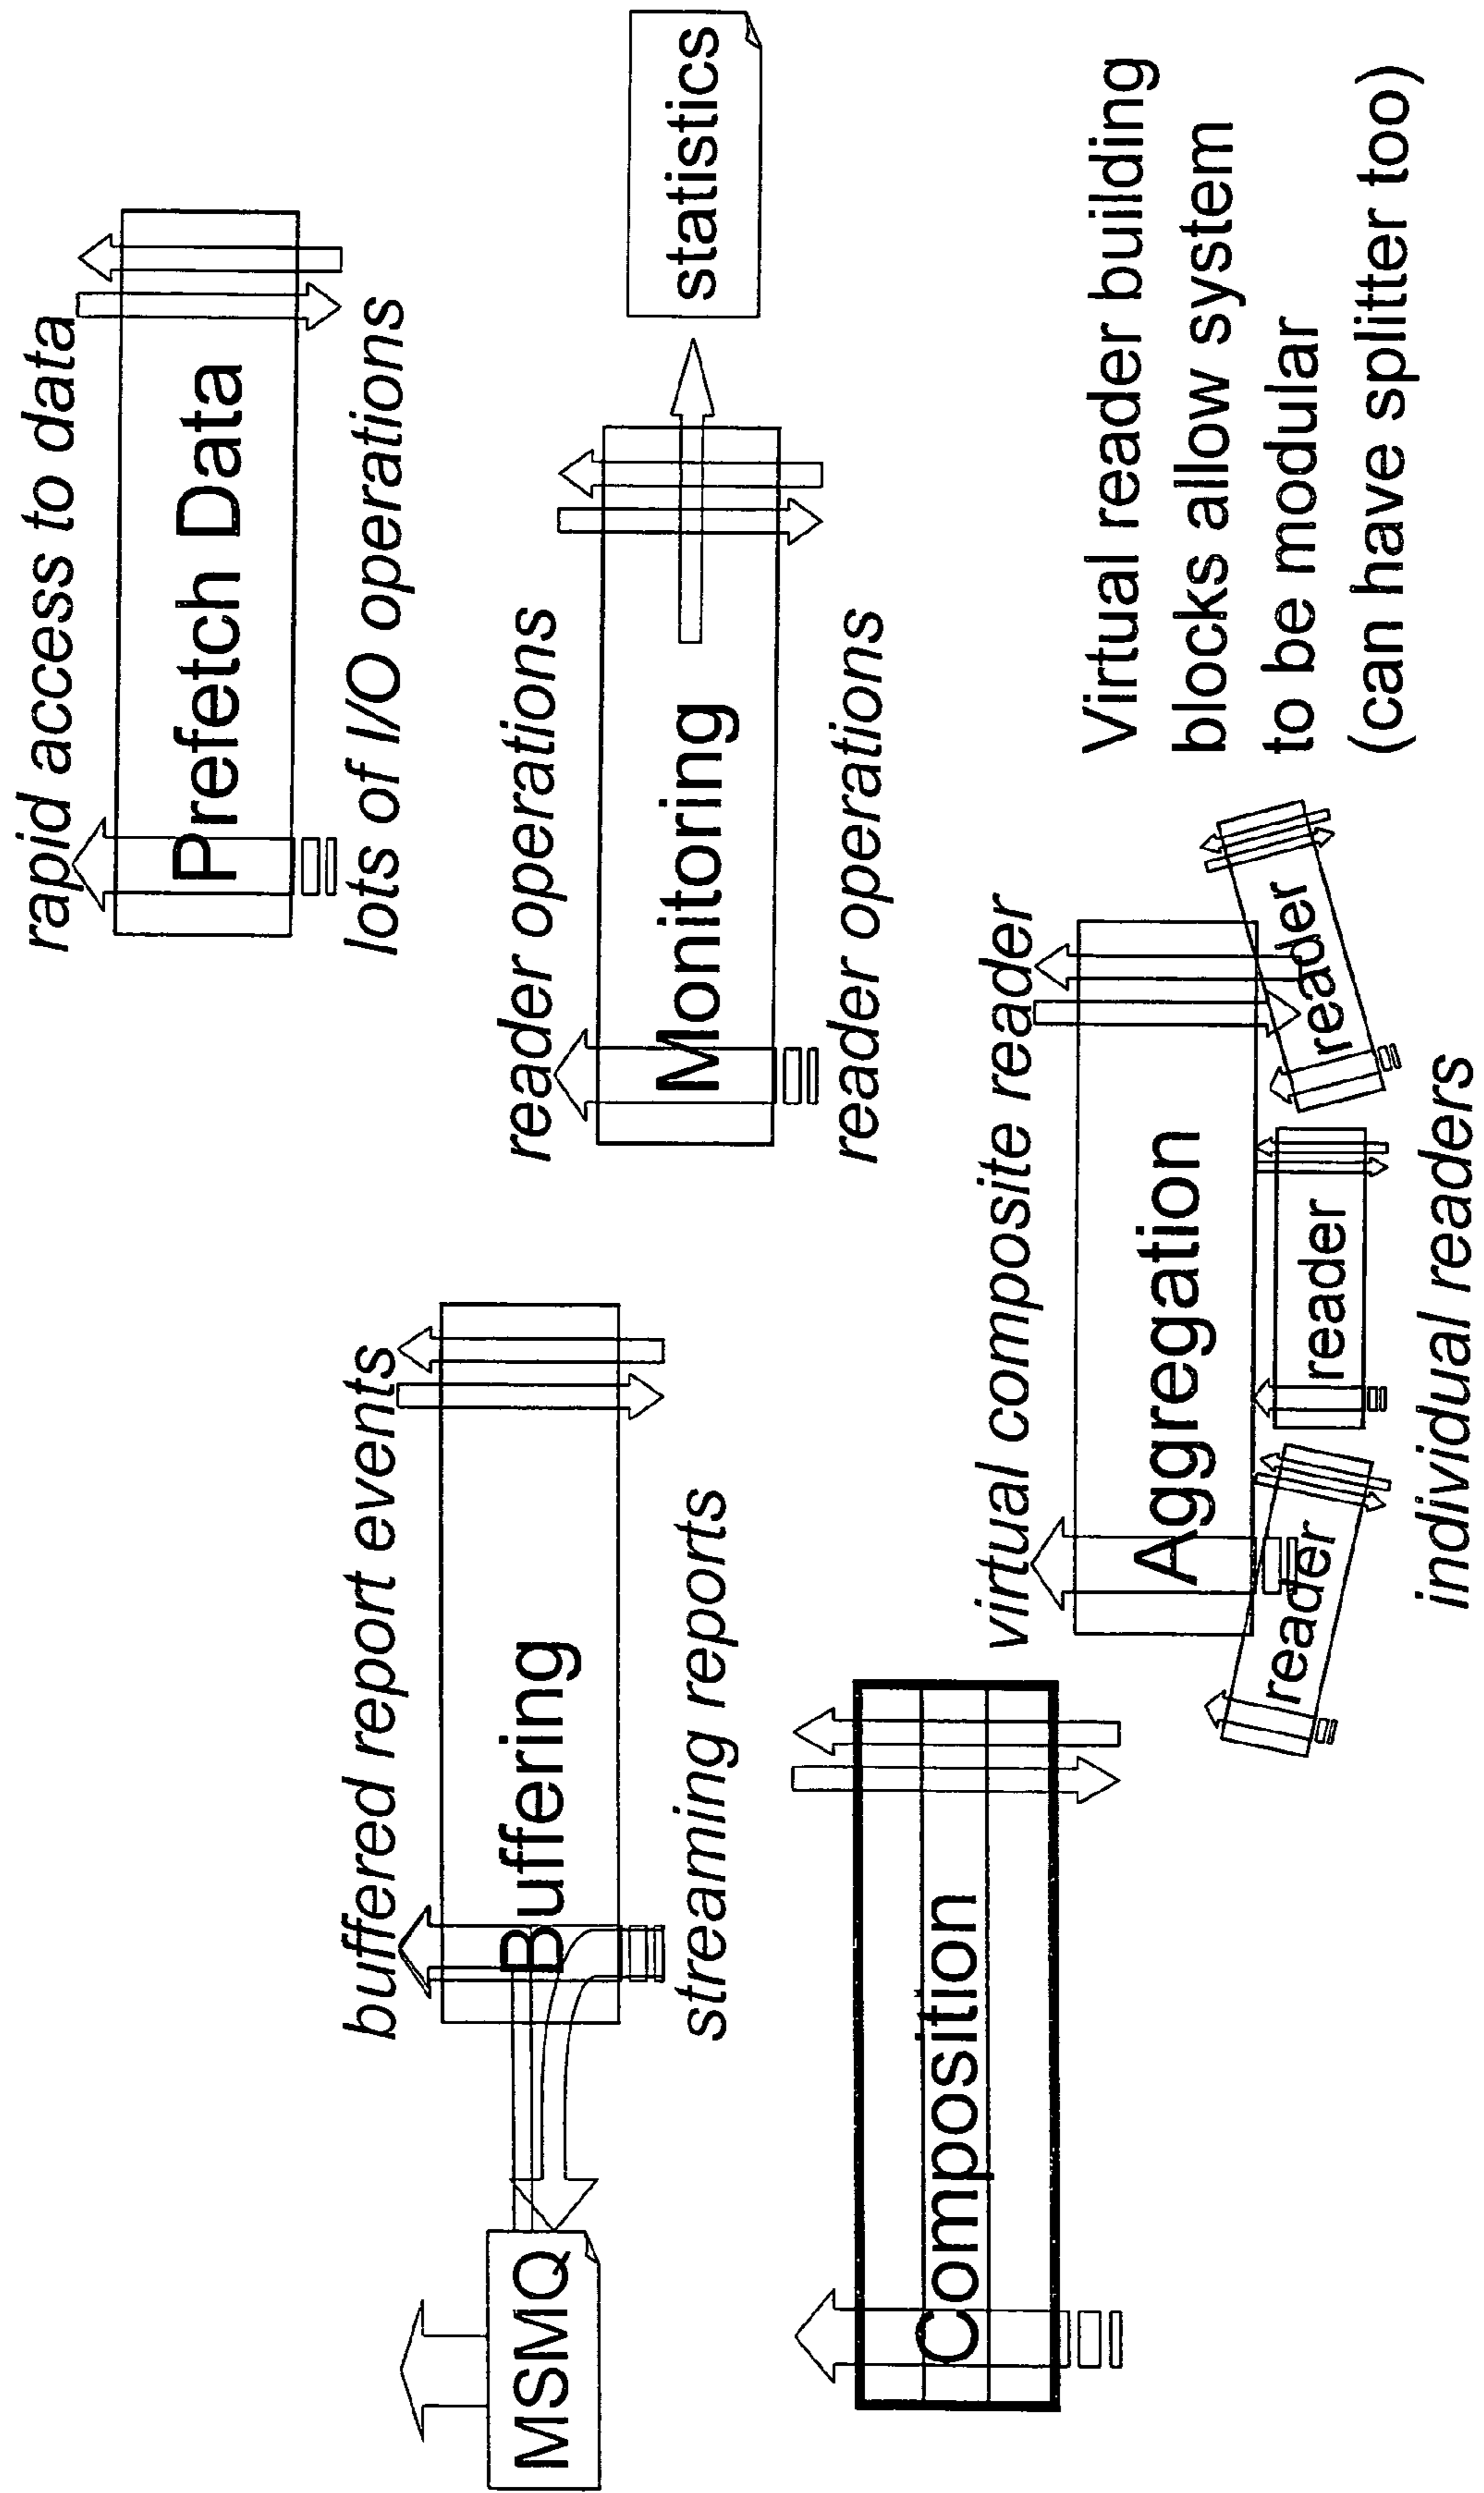 rapid access to data
Prefetch Data
lots of I/O operations
buffered report events
MSMQ
Buffering
streaming reports
reader operations
Monitoring
statistics
reader operations
Composition
virtual composite reader
Aggregation
reader
reader
reader
individual readers
Virtual reader building
blocks allow system
to be modular
(can have splitter too)